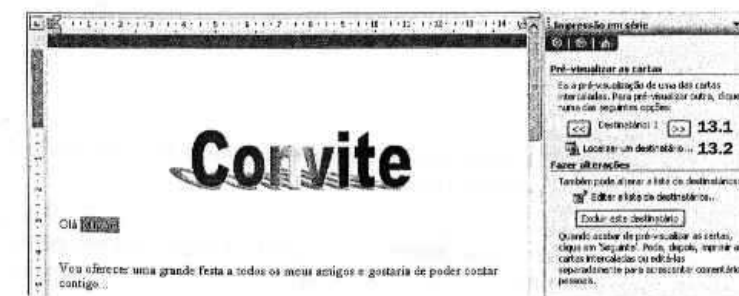 Impressão em série
Pré-visualizar as cartas
Eis a pré-visualização de uma das cartas
intercaladas. Para pré-visualizar outra, clique
numa das seguintes opções:
<< Destinatário: 1 >> 13.1
Localizar um destinatário... 13.2
Fazer alterações
Também pode alterar a lista de destinatários:
Editar a lista de destinatários...
Excluir este destinatário
Quando acabar de pré-visualizar as cartas,
clique em 'Seguinte'. Pode, depois, imprimir as
cartas intercaladas ou editá-las
separadamente para acrescentar comentários
pessoais.
Convite
Olá
Vou oferecer uma grande festa a todos os meus amigos e gostaria de poder contar
contigo...